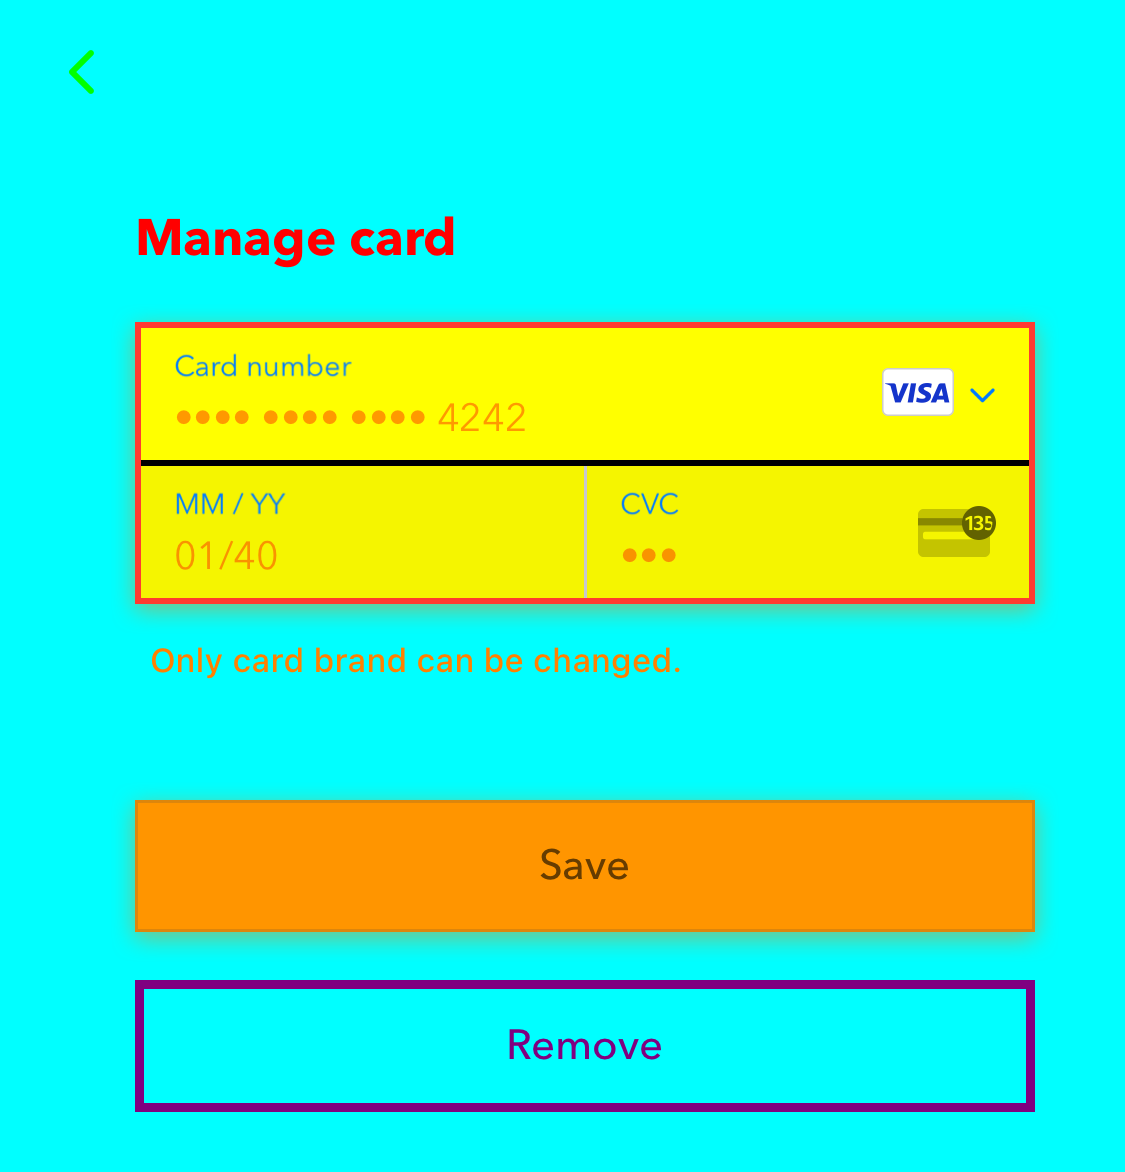 Manage card
Card number
•••• •••• •••• 4242
VISA
MM / YY
01/40
CVC
•••
135
Only card brand can be changed.
Save
Remove